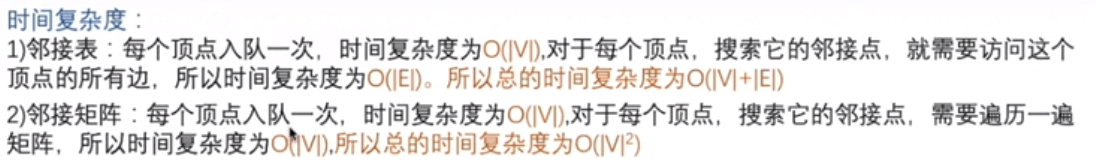 时间复杂度：
1)邻接表：每个顶点入队一次，时间复杂度为O(|V|),对于每个顶点，搜索它的邻接点，就需要访问这个
顶点的所有边，所以时间复杂度为O(|E|)。所以总的时间复杂度为O(|V|+|E|)
2)邻接矩阵：每个顶点入队一次，时间复杂度为O(|V|),对于每个顶点，搜索它的邻接点，需要遍历一遍
矩阵，所以时间复杂度为O(|V|),所以总的时间复杂度为O(|V|²)